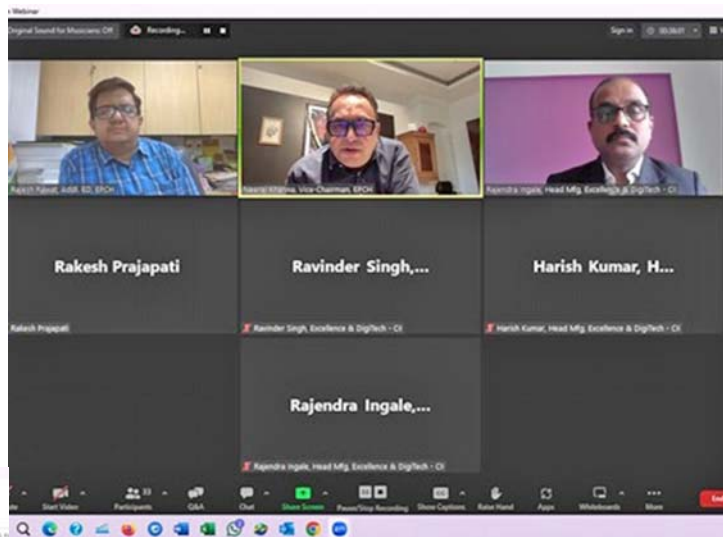 Webinar
Original Sound for Musicians: Off
Recording...
Sign in
Rajesh Rawat, Addl. ED, EPCH
Neeraj Khanna, Vice-Chairman, EPCH
Rajendra Ingale, Head Mfg, Excellence & DigiTech - CII
Rakesh Prajapati
Ravinder Singh,...
Harish Kumar, H...
Rakesh Prajapati
Ravinder Singh, Excellence & DigiTech - CII
Harish Kumar, Head Mfg, Excellence & DigiTech - CII
Rajendra Ingale,...
Rajendra Ingale, Head Mfg, Excellence & DigiTech - CII
Start Video
33
Participants
Q&A
Chat
Share Screen
Pause/Stop Recording
Show Captions
Raise Hand
Apps
Whiteboards
More
End